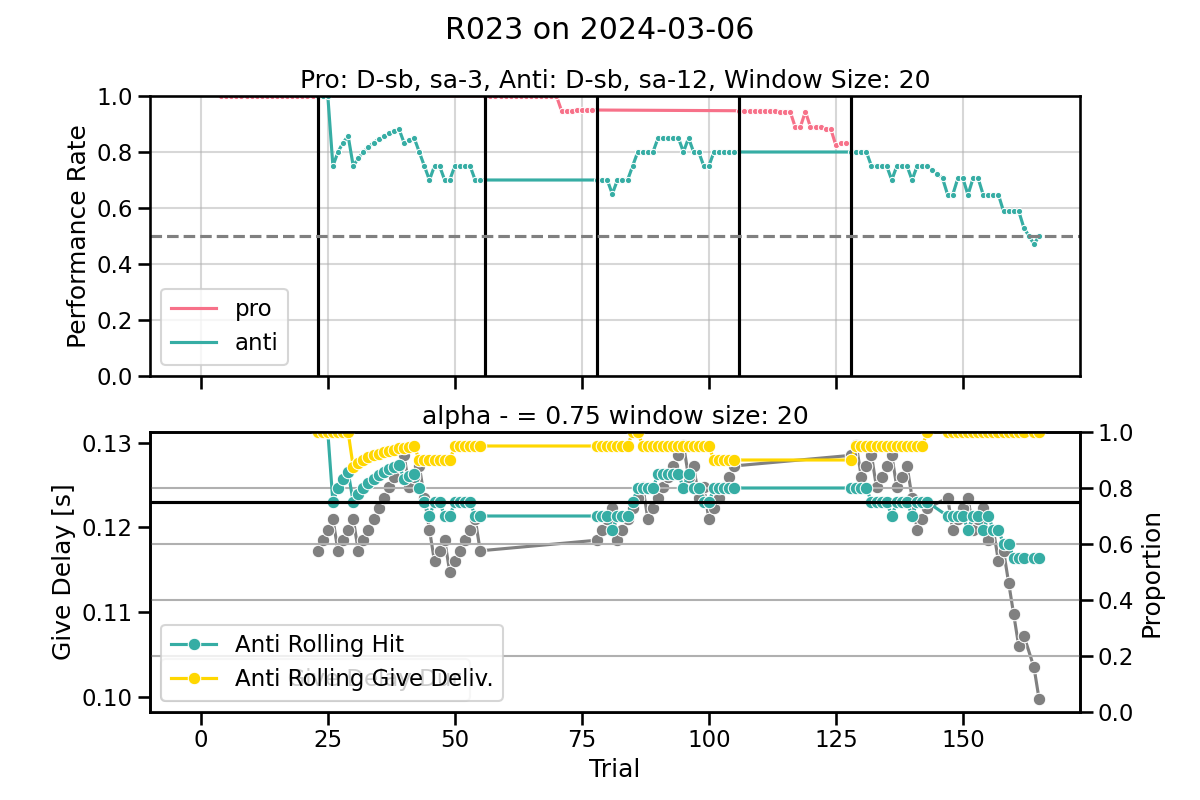 R023 on 2024-03-06
Pro: D-sb, sa-3, Anti: D-sb, sa-12, Window Size: 20
Performance Rate
1.0
0.8
0.6
0.4
0.2
0.0
pro
anti
alpha - = 0.75 window size: 20
Give Delay [s]
0.13
0.12
0.11
0.10
Anti Rolling Hit
Anti Rolling Give Deliv.
1.0
0.8
0.6
0.4
0.2
0.0
Proportion
0
25
50
75
100
125
150
Trial